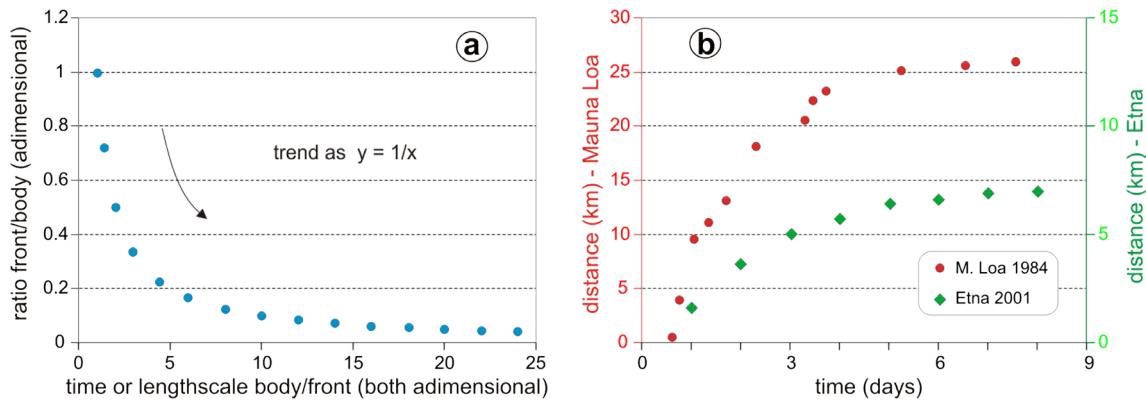 a
ratio front/body (adimensional)
1.2
1
0.8
0.6
0.4
0.2
0
trend as y = 1/x
0
5
10
15
20
25
time or lengthscale body/front (both adimensional)
b
distance (km) - Mauna Loa
30
25
20
15
10
5
0
M. Loa 1984
Etna 2001
0
3
6
9
time (days)
15
10
5
0
distance (km) - Etna